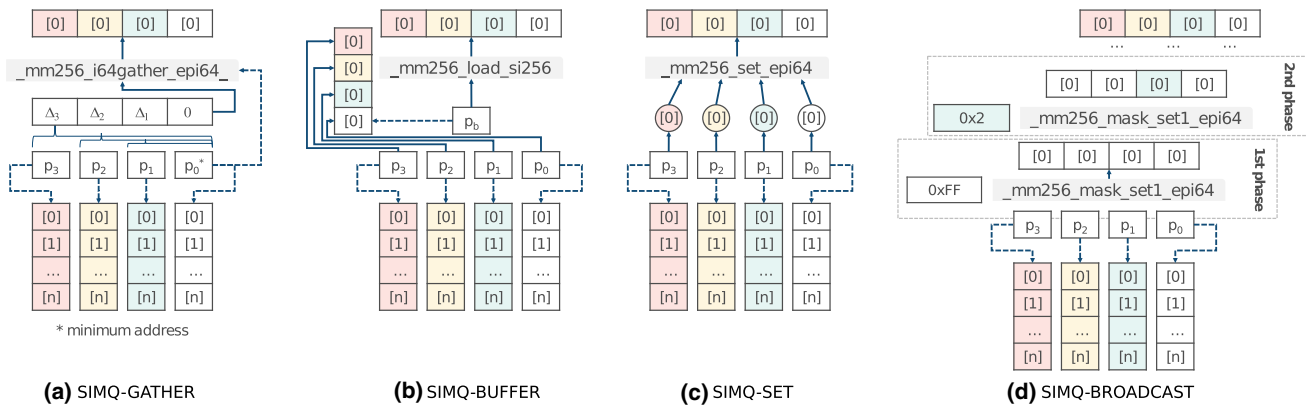 [0] [0] [0] [0]
_mm256_i64gather_epi64_
Δ3 Δ2 Δ1 0
p3 p2 p1 p0*
[0] [0] [0] [0]
[1] [1] [1] [1]
... ... ... ...
[n] [n] [n] [n]
* minimum address
(a) SIMQ-GATHER
[0] [0] [0] [0]
[0]
[0]
[0]
[0]
_mm256_load_si256
pb
p3 p2 p1 p0
[0] [0] [0] [0]
[1] [1] [1] [1]
... ... ... ...
[n] [n] [n] [n]
(b) SIMQ-BUFFER
[0] [0] [0] [0]
_mm256_set_epi64
[0] [0] [0] [0]
p3 p2 p1 p0
[0] [0] [0] [0]
[1] [1] [1] [1]
... ... ... ...
[n] [n] [n] [n]
(c) SIMQ-SET
[0] [0] [0] [0]
... ... ...
2nd phase
[0] [0] [0] [0]
0x2
_mm256_mask_set1_epi64
1st phase
[0] [0] [0] [0]
0xFF
_mm256_mask_set1_epi64
p3 p2 p1 p0
[0] [0] [0] [0]
[1] [1] [1] [1]
... ... ... ...
[n] [n] [n] [n]
(d) SIMQ-BROADCAST